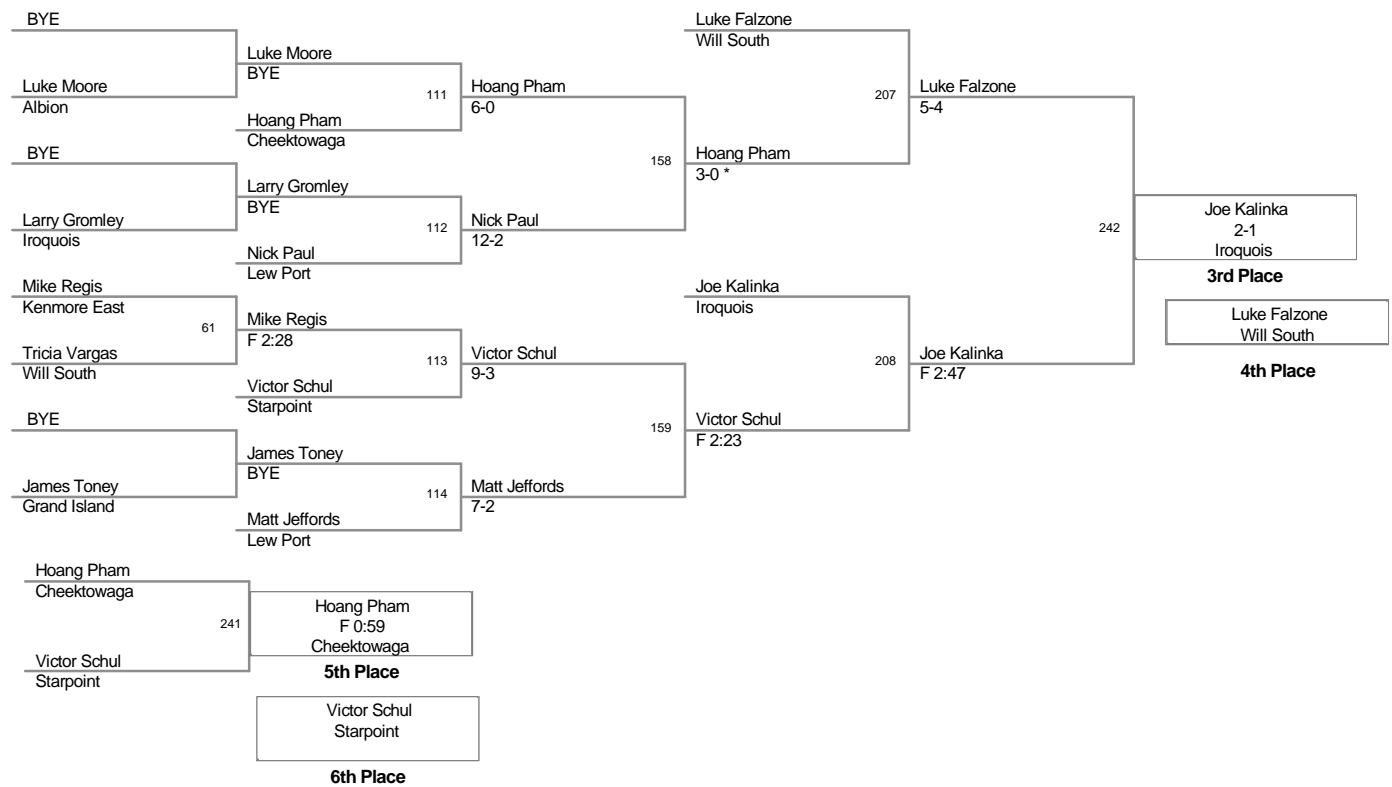 BYE
Luke Moore
Albion
BYE
Larry Gromley
Iroquois
Mike Regis
Kenmore East
61
Tricia Vargas
Will South
BYE
James Toney
Grand Island
Luke Moore
BYE
111
Hoang Pham
Cheektowaga
Larry Gromley
BYE
112
Nick Paul
Lew Port
Mike Regis
F 2:28
113
Victor Schul
Starpoint
James Toney
BYE
114
Matt Jeffords
Lew Port
Hoang Pham
6-0
158
Nick Paul
12-2
Victor Schul
9-3
159
Matt Jeffords
7-2
Luke Falzone
Will South
207
Hoang Pham
3-0 *
Joe Kalinka
Iroquois
208
Victor Schul
F 2:23
Luke Falzone
5-4
242
Joe Kalinka
F 2:47
Joe Kalinka
2-1
Iroquois
3rd Place
Luke Falzone
Will South
4th Place
Hoang Pham
Cheektowaga
241
Victor Schul
Starpoint
Hoang Pham
F 0:59
Cheektowaga
5th Place
Victor Schul
Starpoint
6th Place